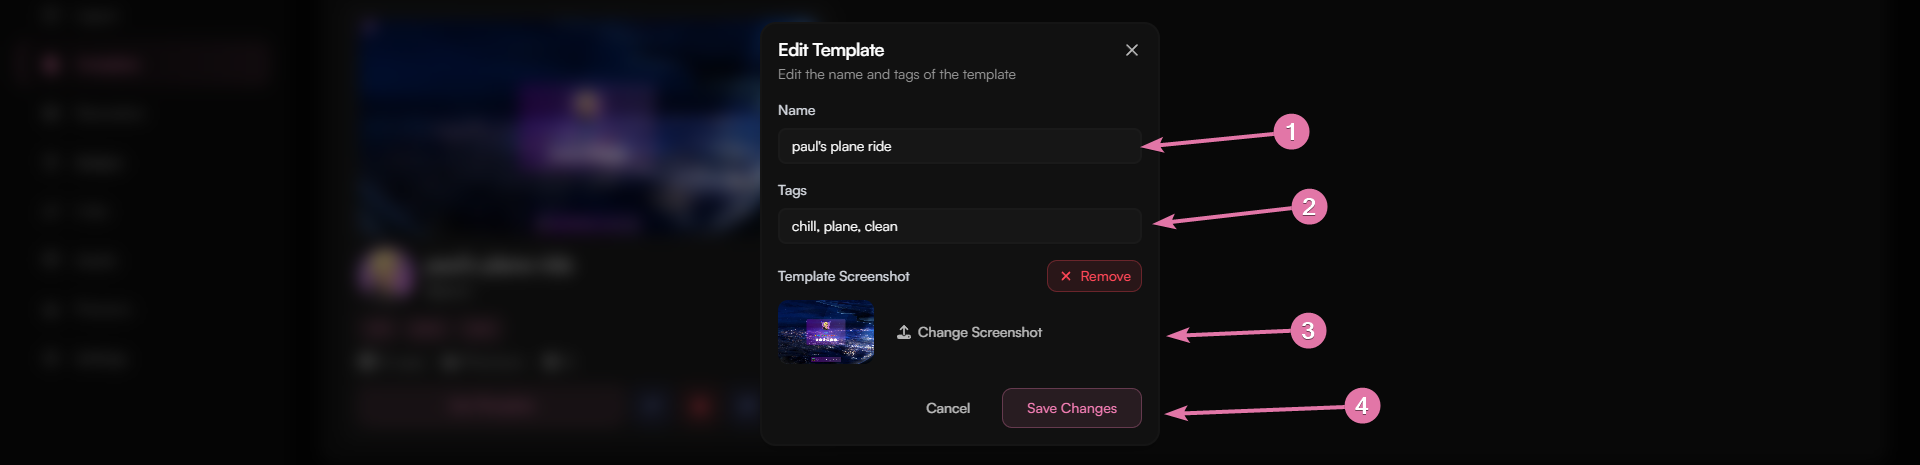 Edit Template
Edit the name and tags of the template
Name
paul's plane ride
1
Tags
chill, plane, clean
2
Template Screenshot
Remove
Change Screenshot
3
Cancel
Save Changes
4